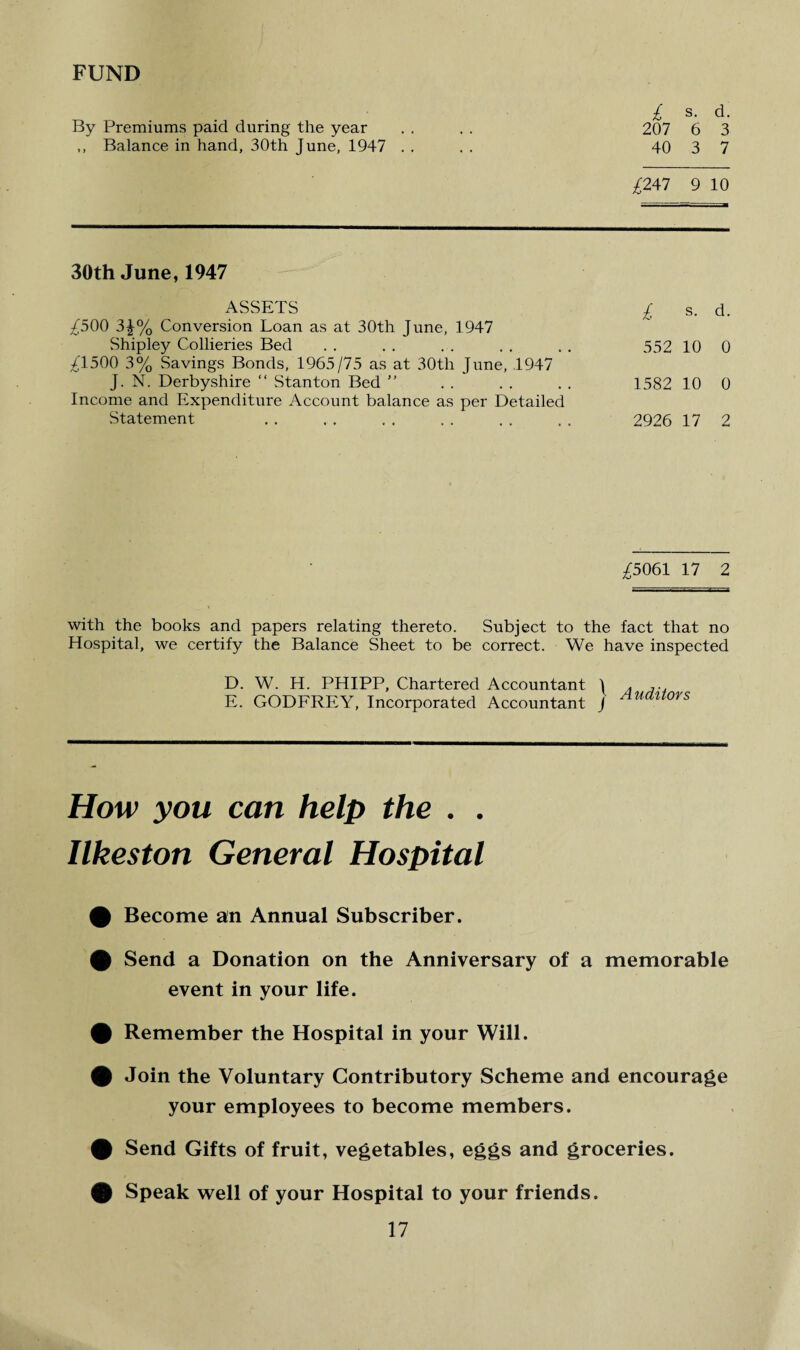 FUND
£ s. d.
By Premiums paid during the year . . . . 207 6 3
,, Balance in hand, 30th June, 1947 . . . . 40 3 7
£247 9 10
30th June, 1947
ASSETS £ s. d.
£500 3½% Conversion Loan as at 30th June, 1947
Shipley Collieries Bed . . . . . . . . . . 552 10 0
£1500 3% Savings Bonds, 1965/75 as at 30th June, 1947
J. N. Derbyshire “ Stanton Bed ” . . . . . . 1582 10 0
Income and Expenditure Account balance as per Detailed
Statement . . . . . . . . . . . . 2926 17 2
£5061 17 2
with the books and papers relating thereto. Subject to the fact that no
Hospital, we certify the Balance Sheet to be correct. We have inspected
D. W. H. PHIPP, Chartered Accountant } Auditors
E. GODFREY, Incorporated Accountant
How you can help the . .
Ilkeston General Hospital
● Become an Annual Subscriber.
● Send a Donation on the Anniversary of a memorable
event in your life.
● Remember the Hospital in your Will.
● Join the Voluntary Contributory Scheme and encourage
your employees to become members.
● Send Gifts of fruit, vegetables, eggs and groceries.
● Speak well of your Hospital to your friends.
17